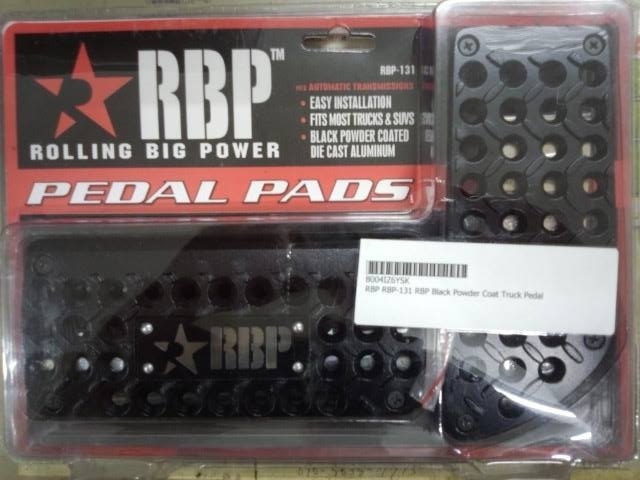 RBP™
ROLLING BIG POWER
RBP-131
FOR AUTOMATIC TRANSMISSIONS
• EASY INSTALLATION
• FITS MOST TRUCKS & SUVS
• BLACK POWDER COATED
DIE CAST ALUMINUM
PEDAL PADS
B004IZ6YSK
RBP RBP-131 RBP Black Powder Coat Truck Pedal
RBP